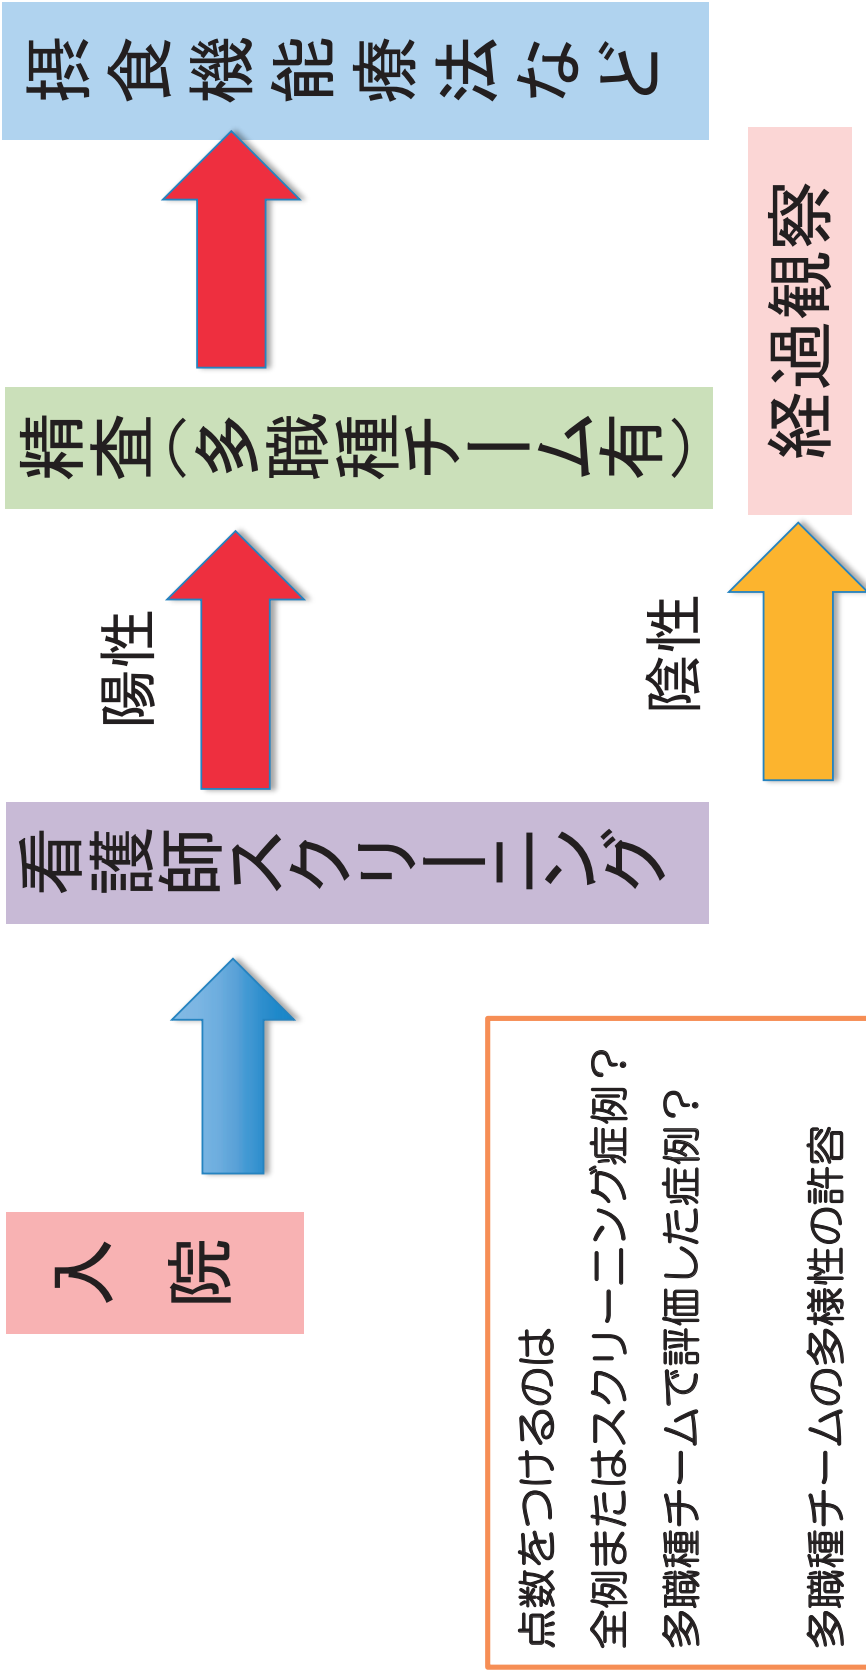 入院
看護師スクリーニング
陽性
精査(多職種チーム有)
摂食機能療法など
陰性
経過観察
点数をつけるのは
全例またはスクリーニング症例?
多職種チームで評価した症例?
多職種チームの多様性の許容